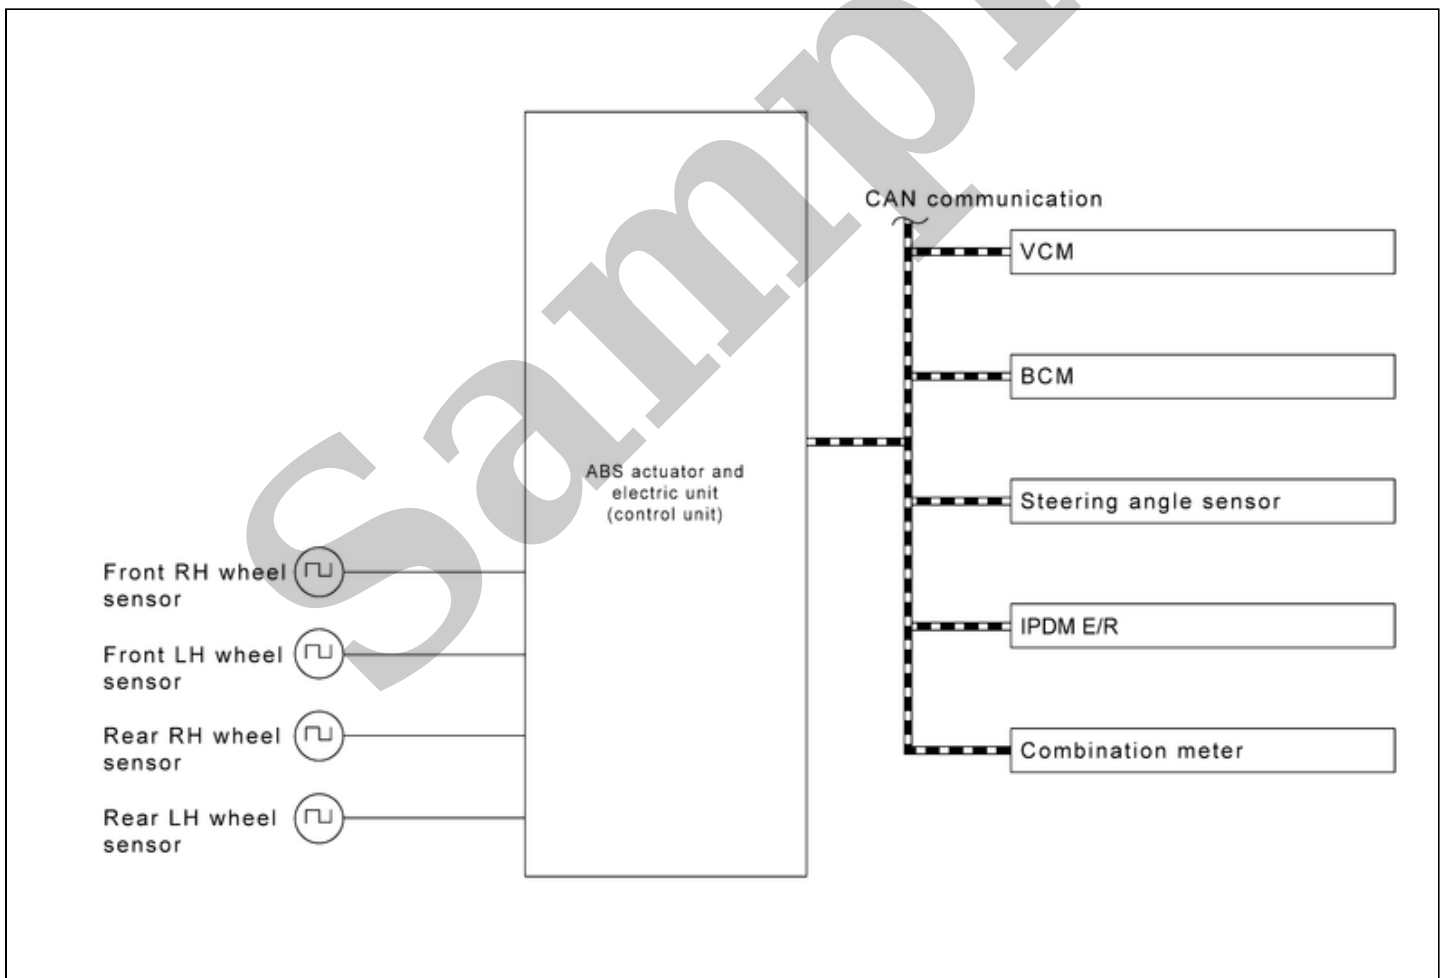 Sampl
CAN communication
VCM
BCM
ABS actuator and
electric unit
(control unit)
Steering angle sensor
Front RH wheel
sensor
IPDM E/R
Front LH wheel
sensor
Rear RH wheel
sensor
Combination meter
Rear LH wheel
sensor